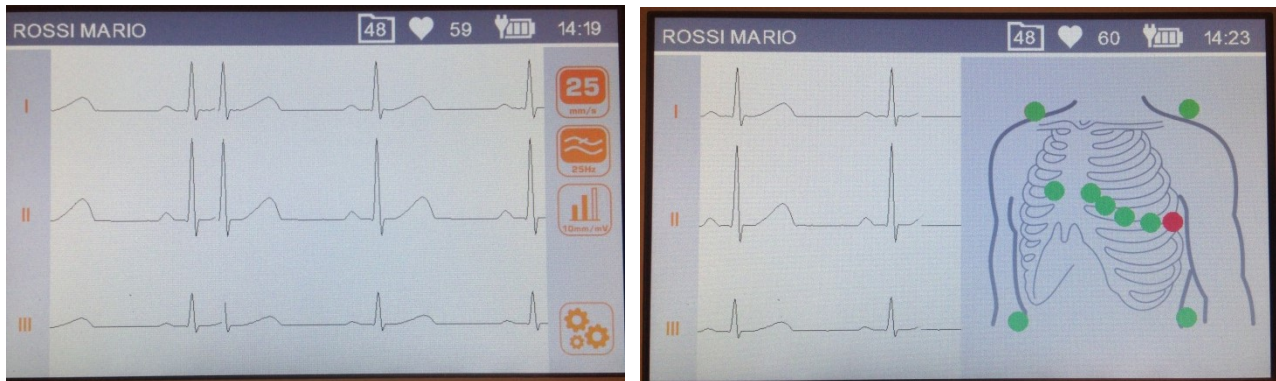 ROSSI MARIO 48 59 14:19
I
25
mm/s
II
25Hz
10mm/mV
III
ROSSI MARIO 48 60 14:23
I
II
III